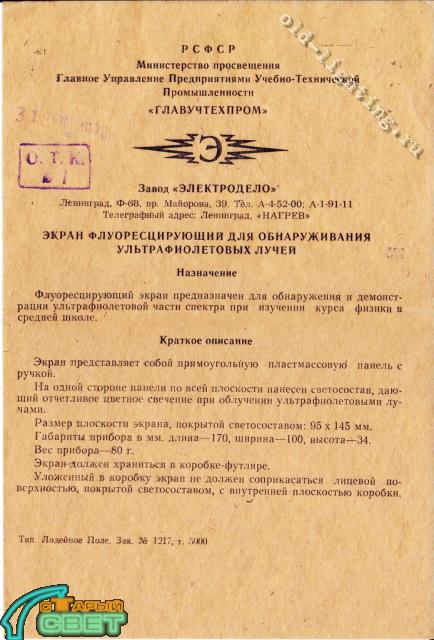 РСФСР
Министерство просвещения
Главное Управление Предприятиями Учебно-Технической
Промышленности
«ГЛАВУЧТЕХПРОМ»
Э
О. Т. К.
Завод «ЭЛЕКТРОДЕЛО»
Ленинград, Ф-68, пр. Майорова, 39. Тел. А-4-52-00; А-1-91-11
Телеграфный адрес: Ленинград, «НАГРЕВ»
ЭКРАН ФЛУОРЕСЦИРУЮЩИЙ ДЛЯ ОБНАРУЖИВАНИЯ
УЛЬТРАФИОЛЕТОВЫХ ЛУЧЕЙ
Назначение
Флуоресцирующий экран предназначен для обнаружения и демонст-
рации ультрафиолетовой части спектра при изучении курса физики в
средней школе.
Краткое описание
Экран представляет собой прямоугольную пластмассовую панель с
ручкой.
На одной стороне панели по всей плоскости нанесен светосостав, даю-
щий отчетливое цветное свечение при облучении ультрафиолетовыми лу-
чами.
Размер плоскости экрана, покрытой светосоставом: 95 х 145 мм.
Габариты прибора в мм. длина—170, ширина—100, высота—34.
Вес прибора—80 г.
Экран должен храниться в коробке-футляре.
Уложенный в коробку экран не должен соприкасаться лицевой по-
верхностью, покрытой светосоставом, с внутренней плоскостью коробки.
Тип. Лодейное Поле. Зак. № 1217, т. 5000
old-lighting.ru
СТАРЫЙ
СВЕТ